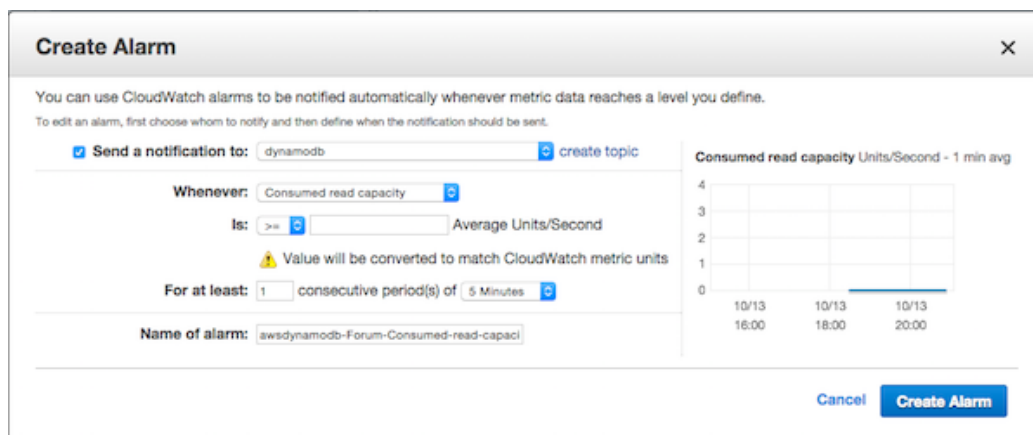 Create Alarm
You can use CloudWatch alarms to be notified automatically whenever metric data reaches a level you define.
To edit an alarm, first choose whom to notify and then define when the notification should be sent.
Send a notification to: dynamodb create topic
Whenever: Consumed read capacity
Is: >= Average Units/Second
Value will be converted to match CloudWatch metric units
For at least: 1 consecutive period(s) of 5 Minutes
Name of alarm: awsdynamodb-Forum-Consumed-read-capaci
Consumed read capacity Units/Second - 1 min avg
4
3
2
1
0
10/13 10/13 10/13
16:00 18:00 20:00
Cancel Create Alarm